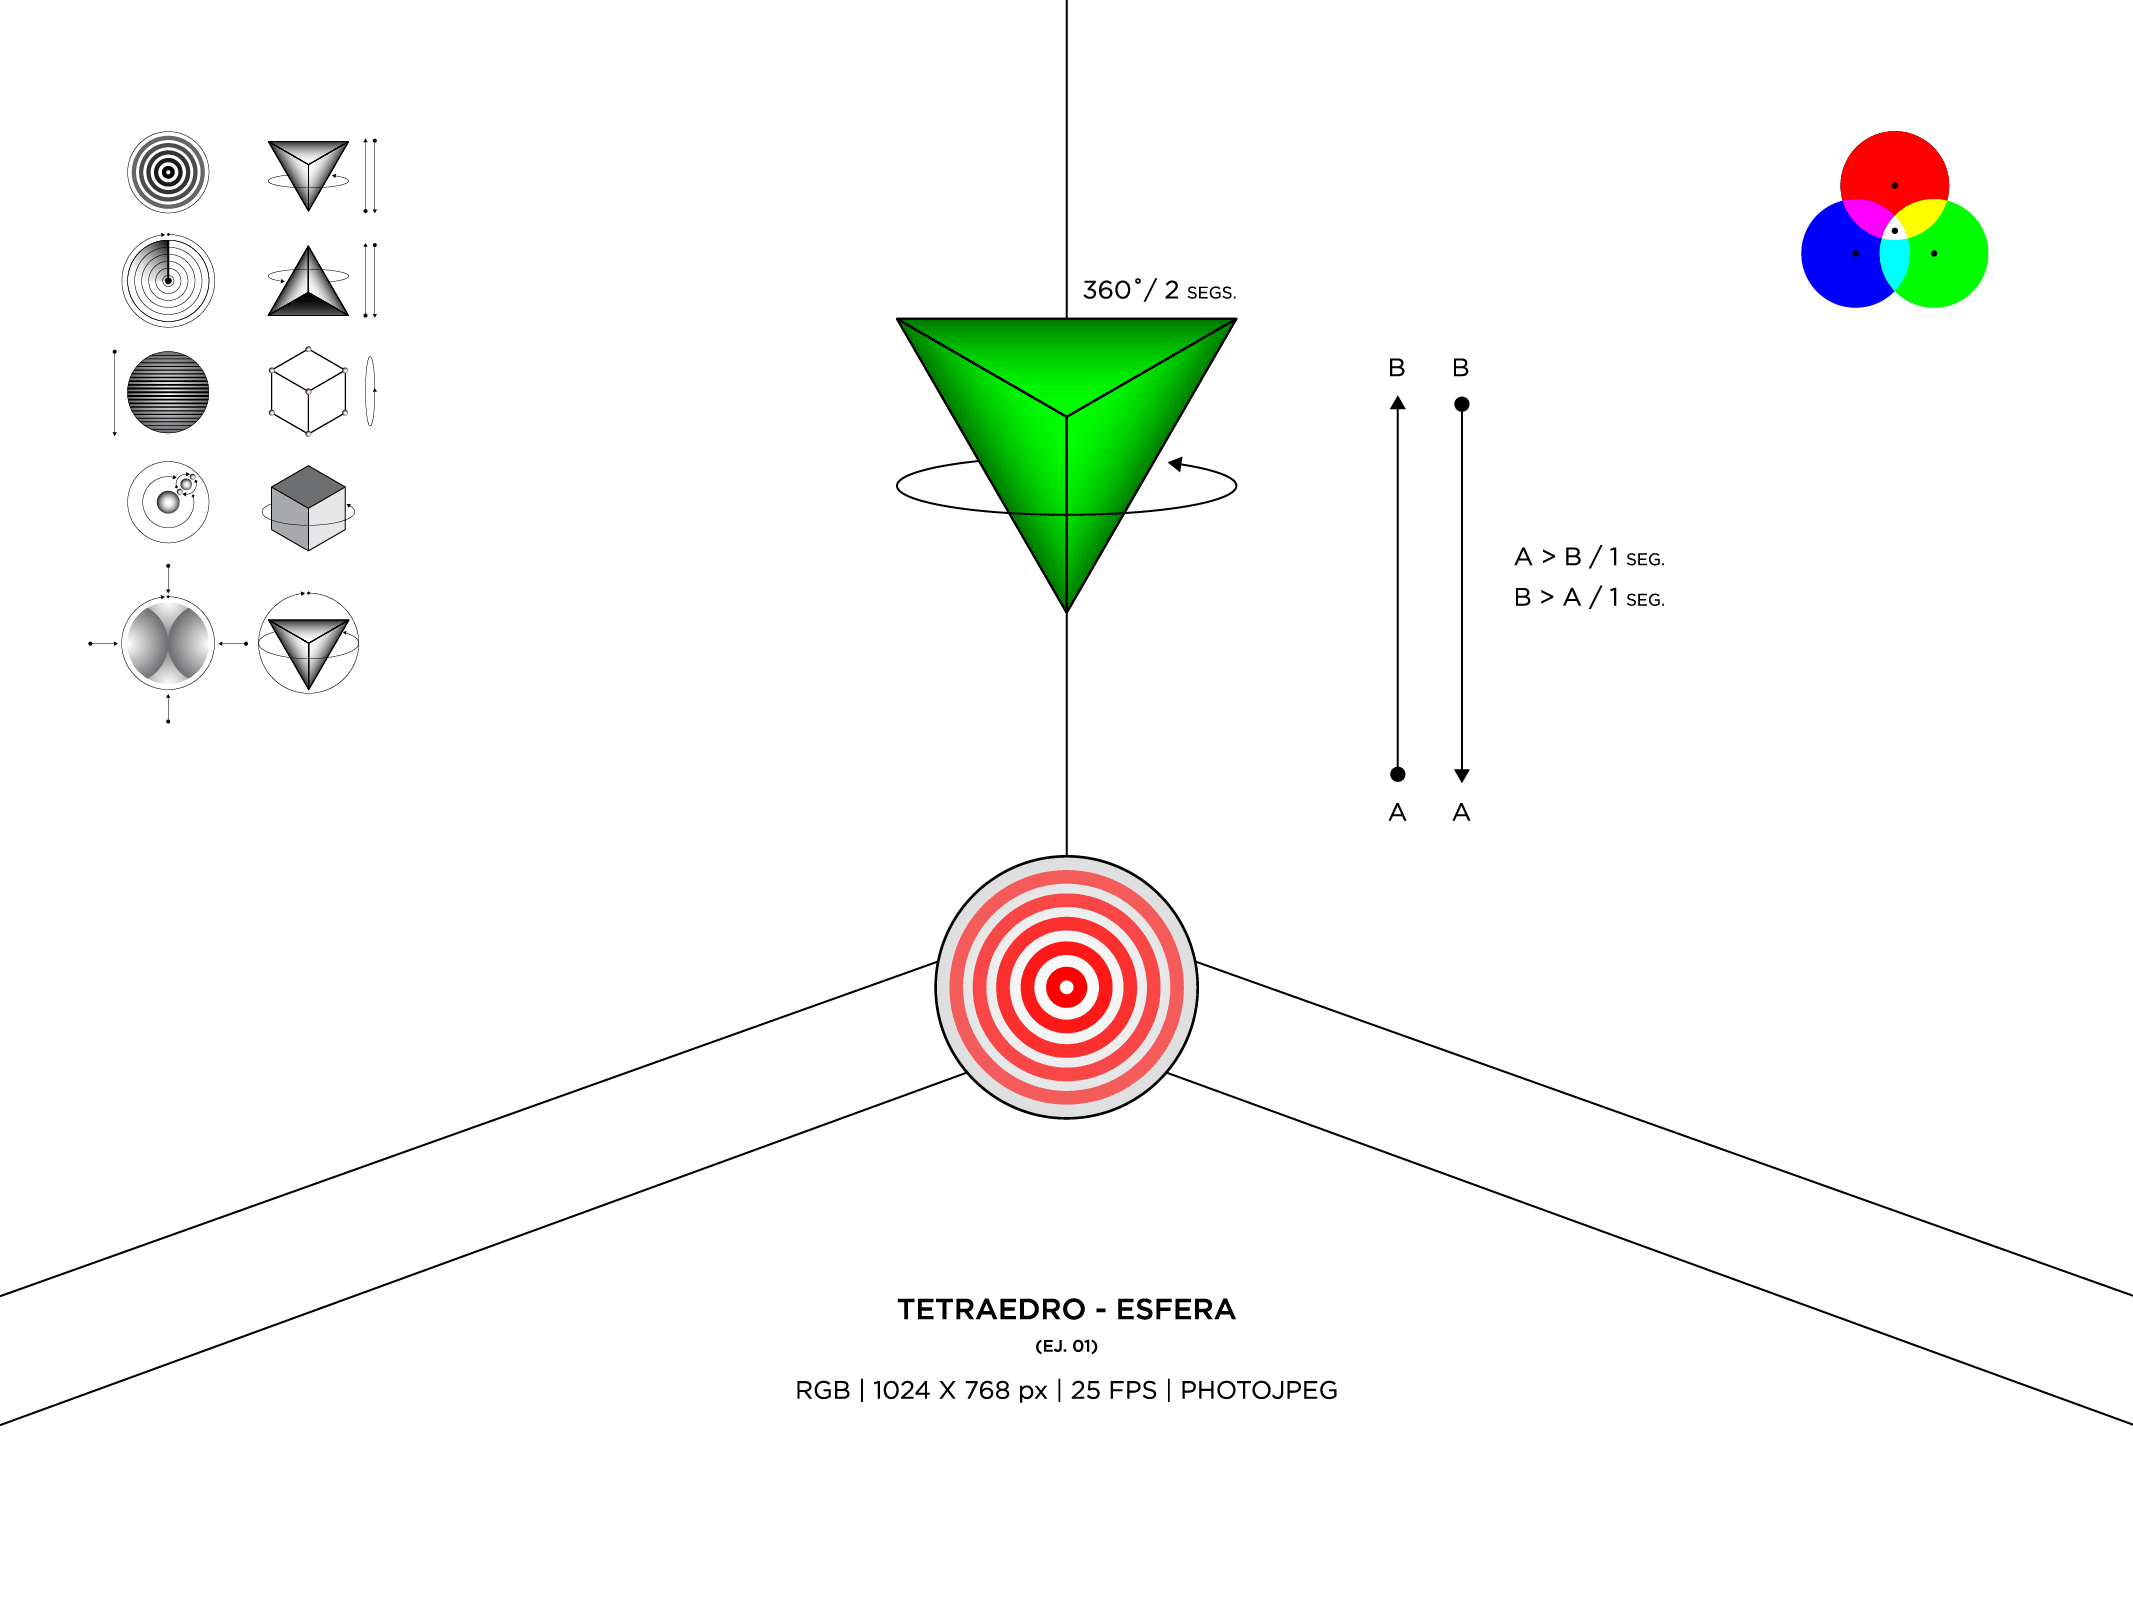 360°/ 2 SEGS.
B B
A > B / 1 SEG.
B > A / 1 SEG.
A A
TETRAEDRO - ESFERA
(EJ. 01)
RGB | 1024 X 768 px | 25 FPS | PHOTOJPEG